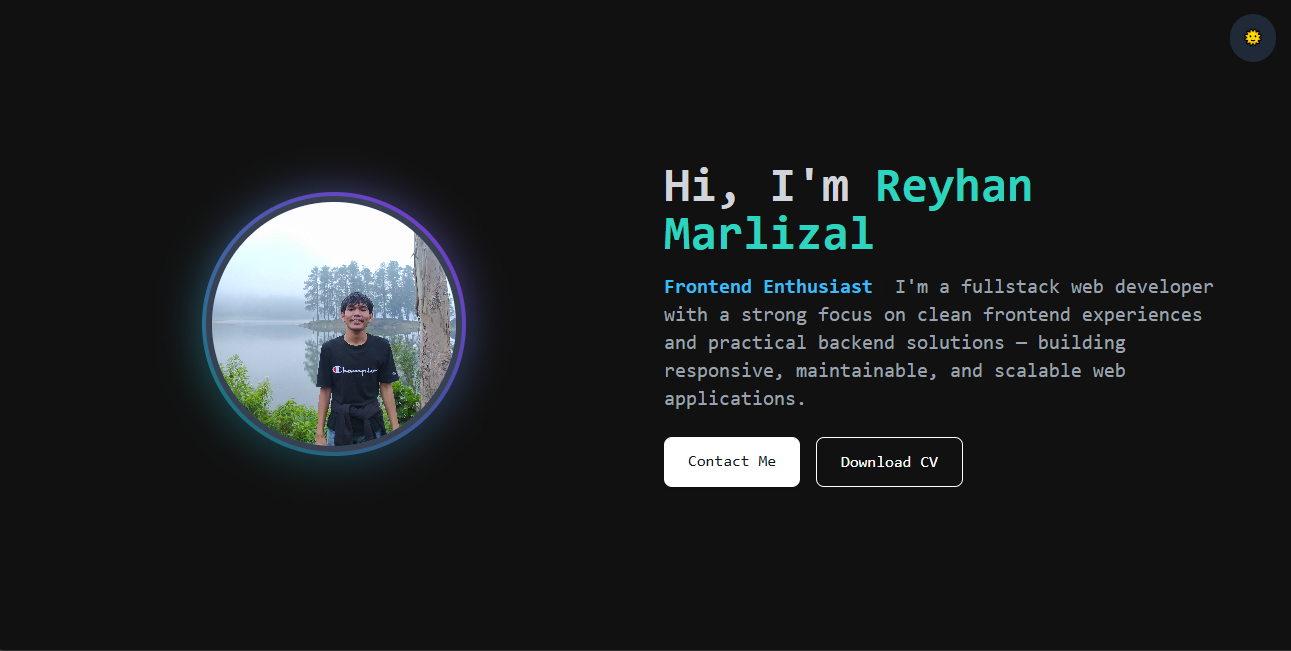 Hi, I'm Reyhan
Marlizal
Frontend Enthusiast I'm a fullstack web developer
with a strong focus on clean frontend experiences
and practical backend solutions — building
responsive, maintainable, and scalable web
applications.
Champion
Contact Me
Download CV